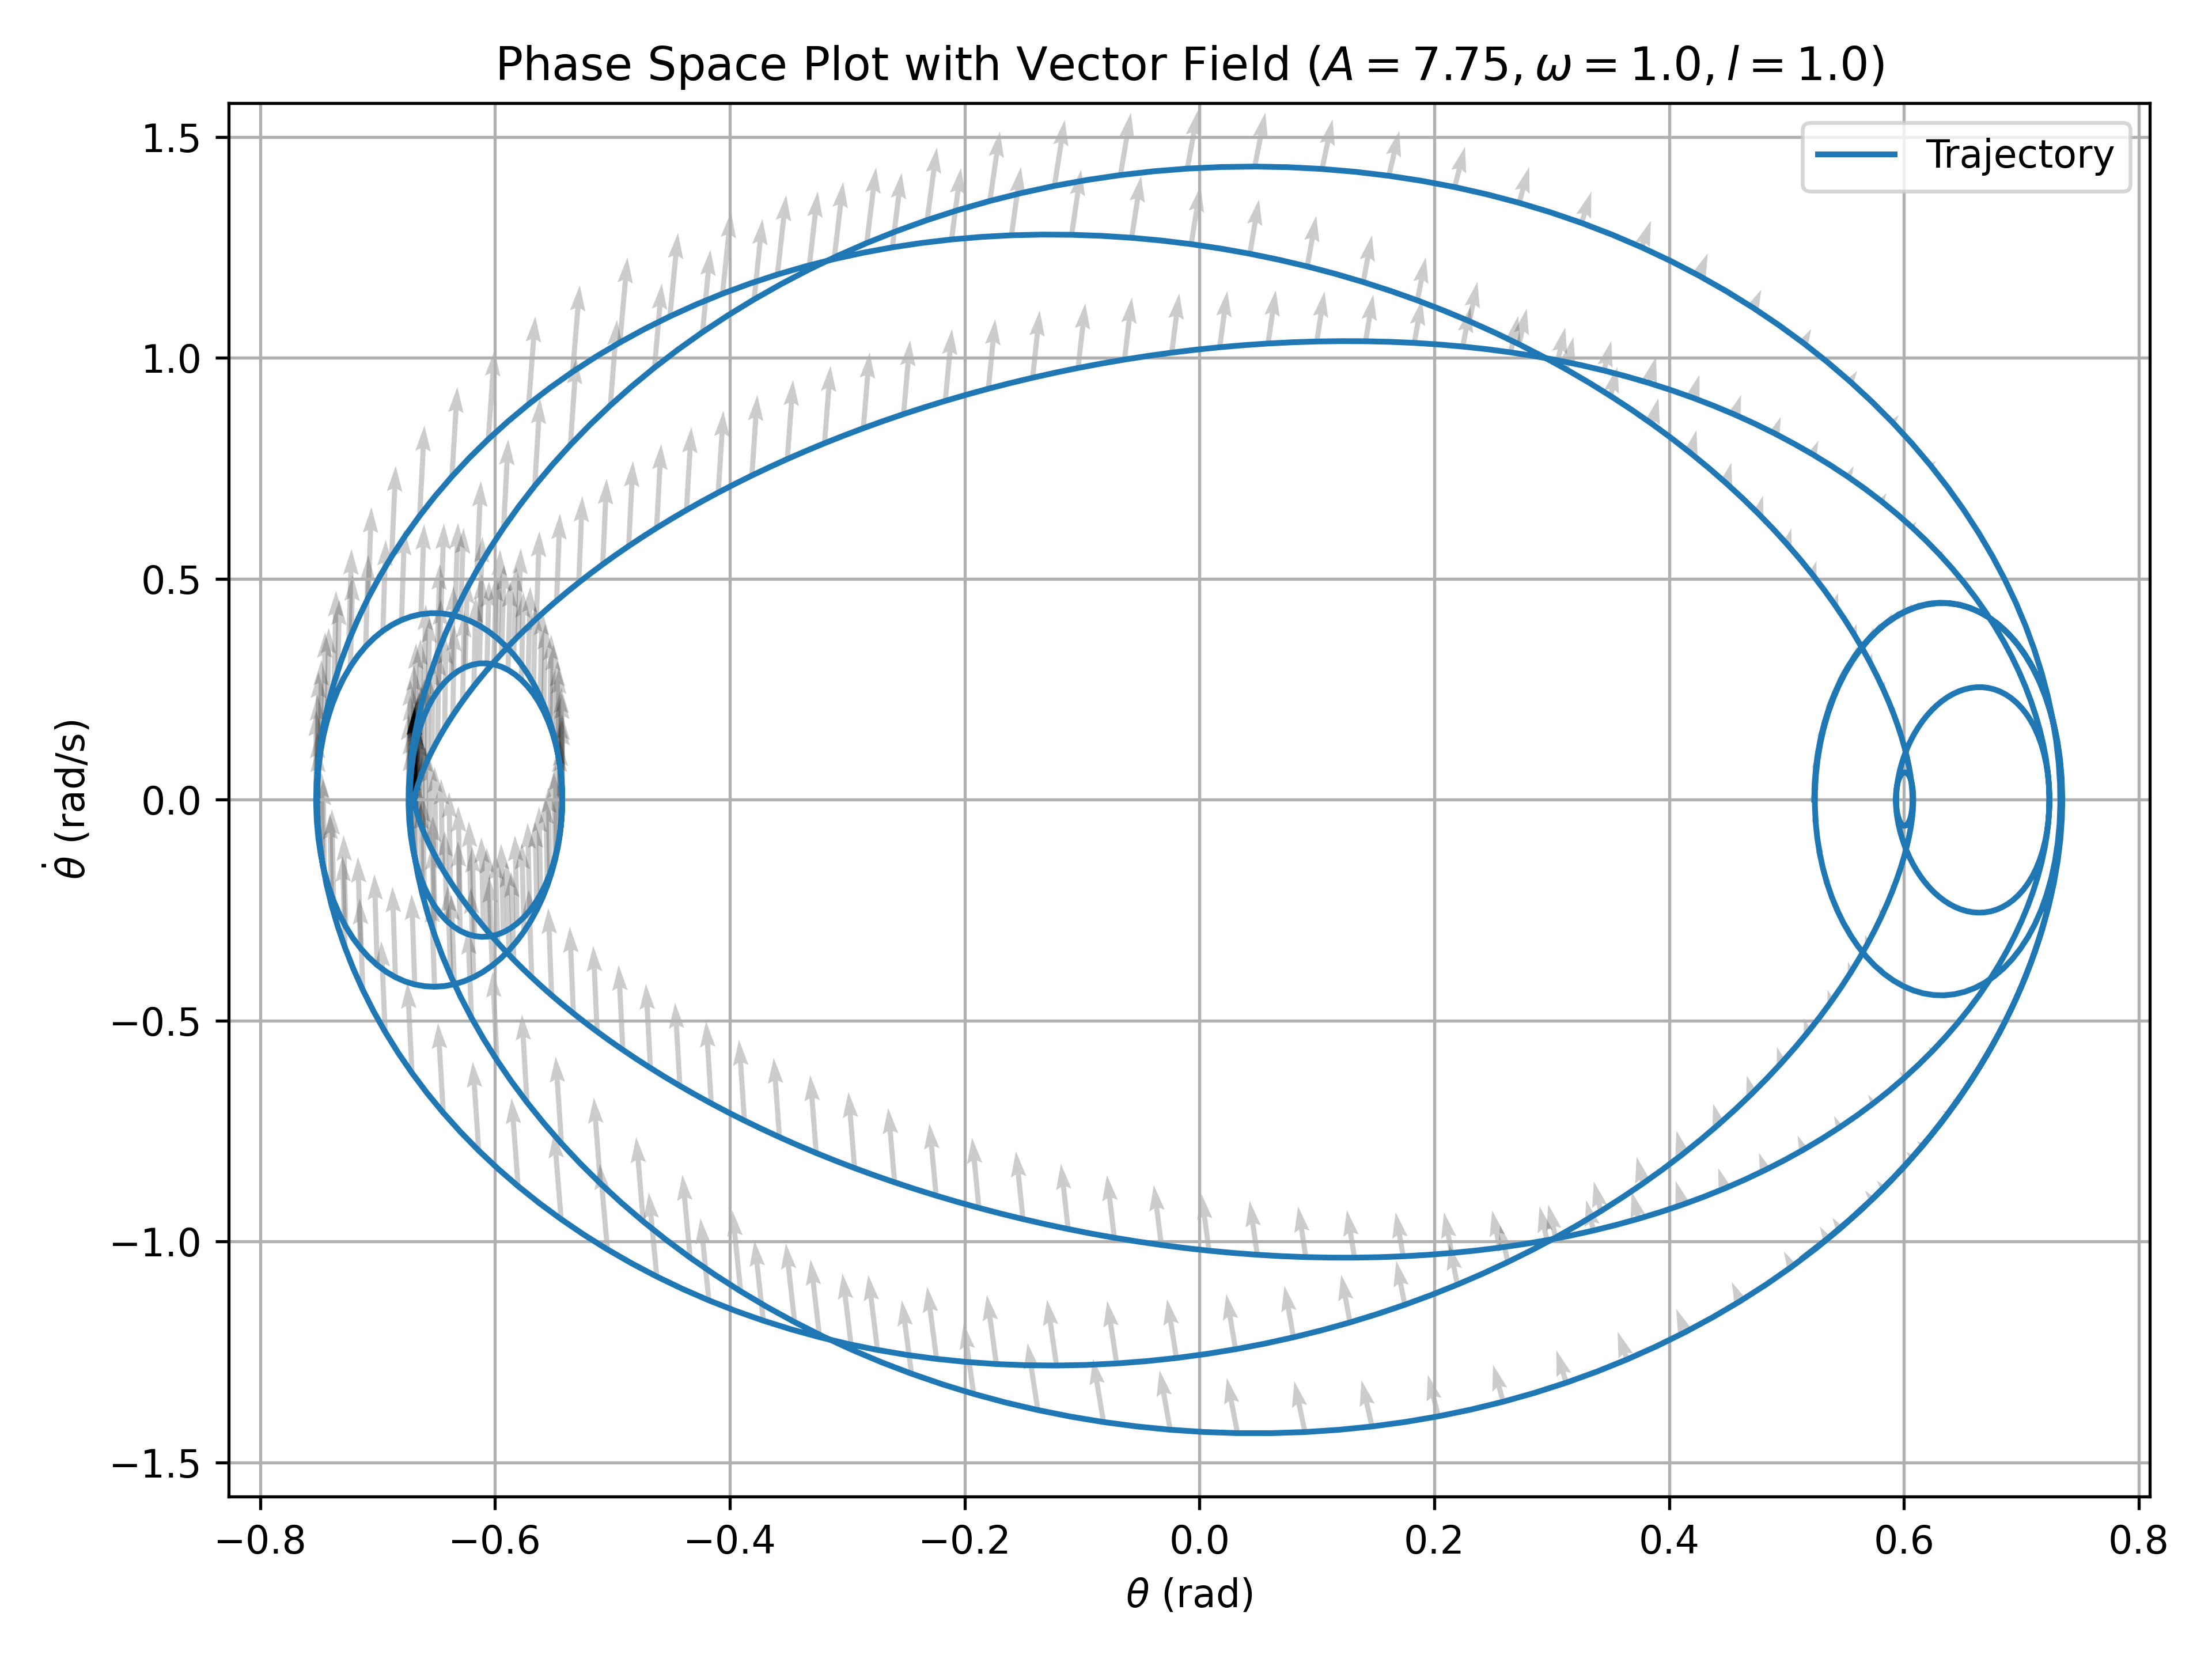 Phase Space Plot with Vector Field (A = 7.75, ω = 1.0, l = 1.0)
Trajectory
1.5
1.0
0.5
0.0
−0.5
−1.0
−1.5
θ̇ (rad/s)
−0.8 −0.6 −0.4 −0.2 0.0 0.2 0.4 0.6 0.8
θ (rad)